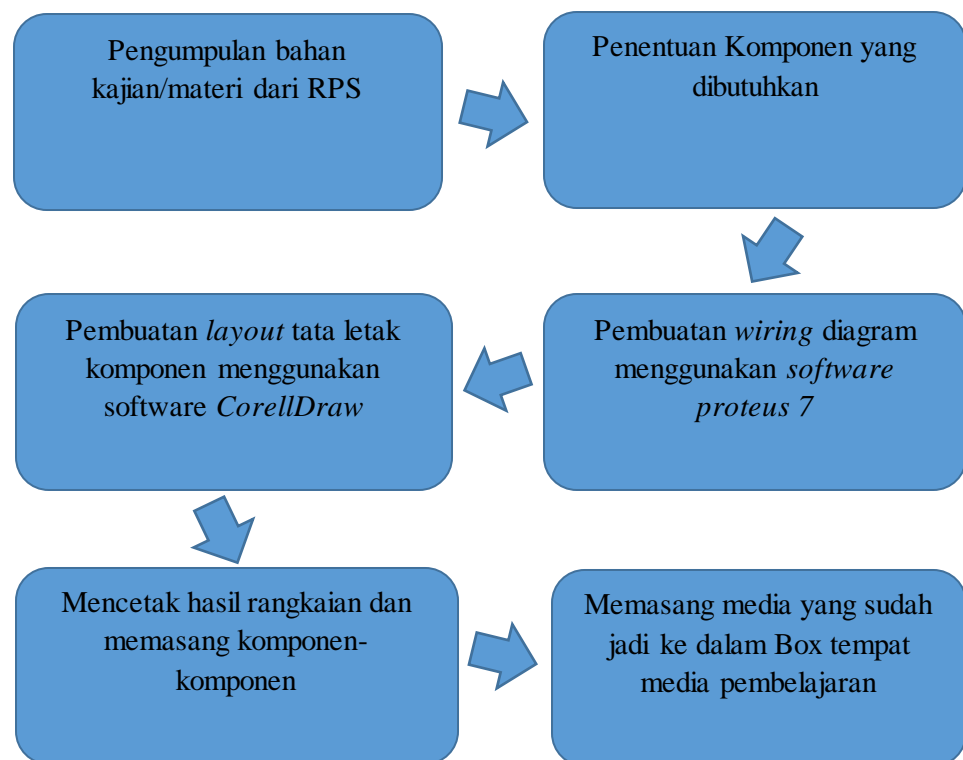 Pengumpulan bahan
kajian/materi dari RPS
Penentuan Komponen yang
dibutuhkan
Pembuatan wiring diagram
menggunakan software
proteus 7
Pembuatan layout tata letak
komponen menggunakan
software CorellDraw
Mencetak hasil rangkaian dan
memasang komponen-
komponen
Memasang media yang sudah
jadi ke dalam Box tempat
media pembelajaran